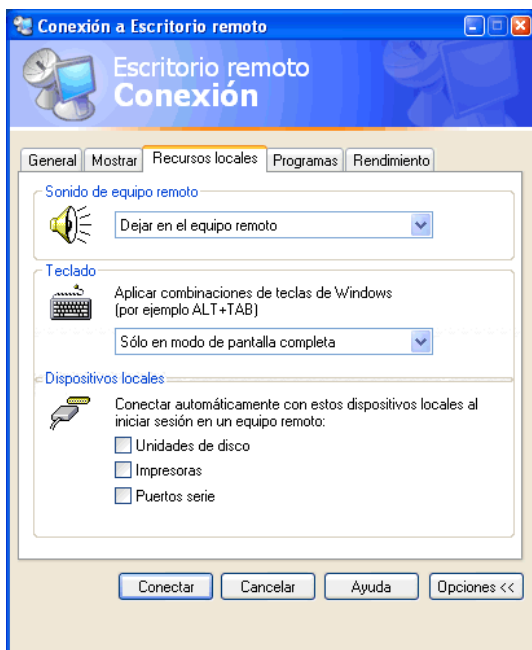 Conexión a Escritorio remoto
Escritorio remoto
Conexión
General Mostrar Recursos locales Programas Rendimiento
Sonido de equipo remoto
Dejar en el equipo remoto
Teclado
Aplicar combinaciones de teclas de Windows
(por ejemplo ALT+TAB)
Sólo en modo de pantalla completa
Dispositivos locales
Conectar automáticamente con estos dispositivos locales al
iniciar sesión en un equipo remoto:
Unidades de disco
Impresoras
Puertos serie
Conectar Cancelar Ayuda Opciones <<